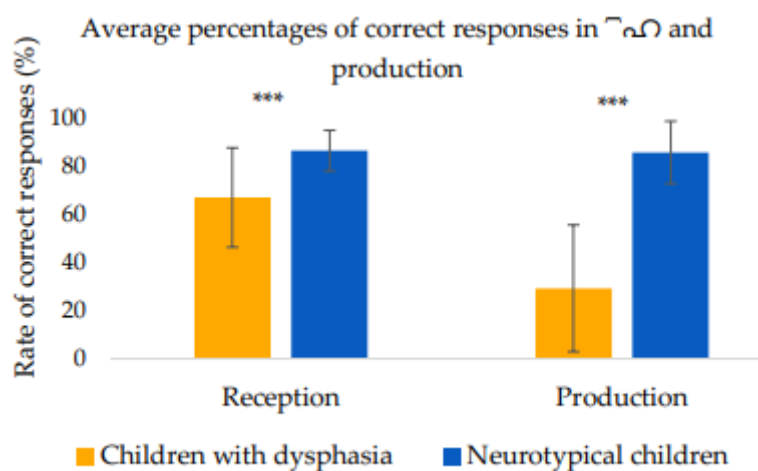 Average percentages of correct responses in and
production
Rate of correct responses (%)
100
80
60
40
20
0
***
***
Reception
Production
Children with dysphasia
Neurotypical children